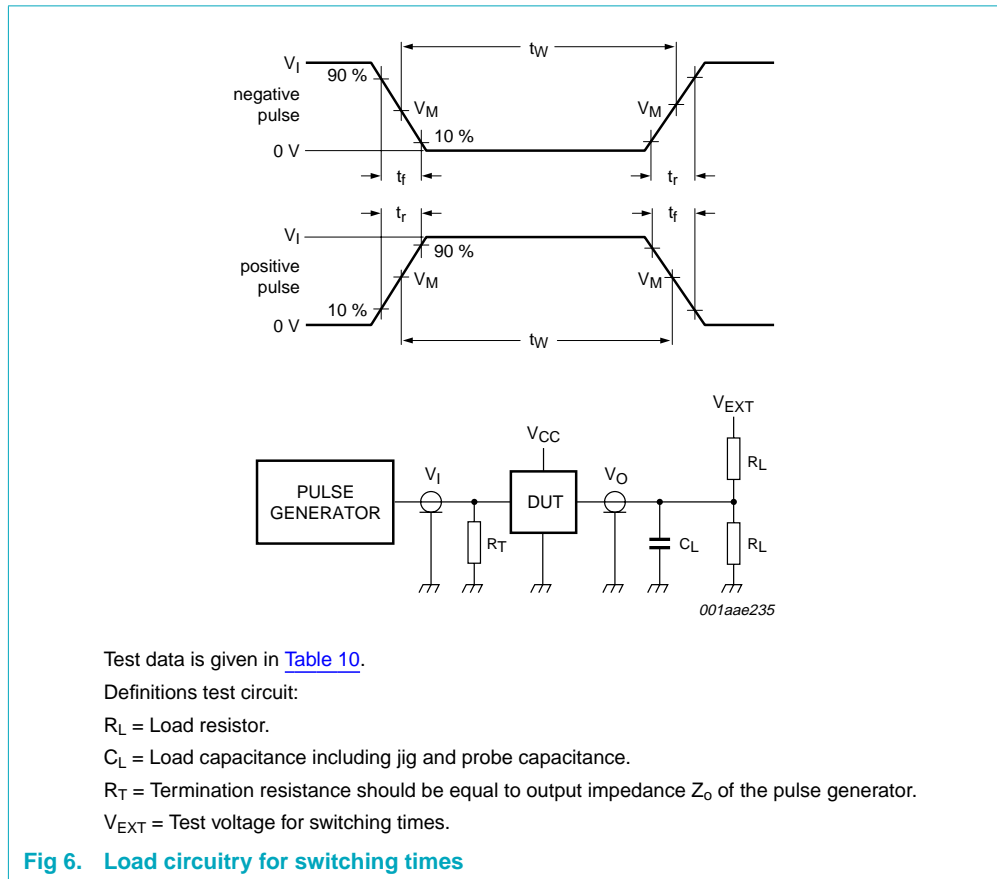 tW
VI
90 %
negative
pulse
VM
VM
10 %
0 V
tf
tr
tr
tf
VI
90 %
positive
pulse
VM
VM
10 %
0 V
tW
VEXT
VCC
RL
VI
VO
PULSE
GENERATOR
DUT
RT
CL
RL
001aae235
Test data is given in Table 10.
Definitions test circuit:
RL = Load resistor.
CL = Load capacitance including jig and probe capacitance.
RT = Termination resistance should be equal to output impedance Zo of the pulse generator.
VEXT = Test voltage for switching times.
Fig 6. Load circuitry for switching times